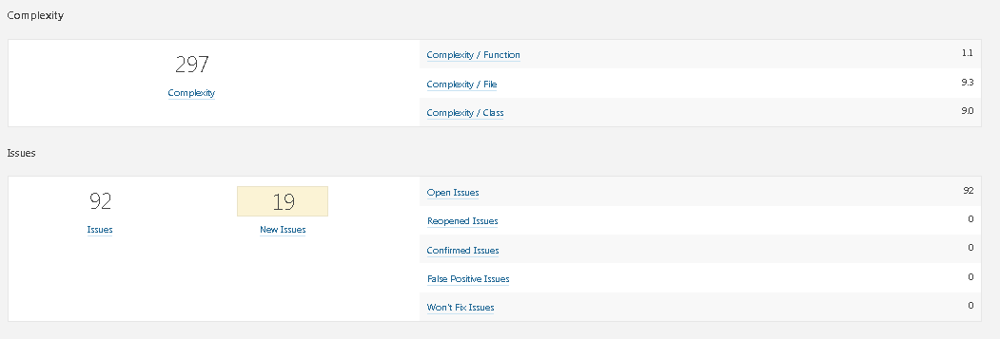 Complexity
297
Complexity
Complexity / Function 1.1
Complexity / File 9.3
Complexity / Class 9.0
Issues
92
Issues
19
New Issues
Open Issues 92
Reopened Issues 0
Confirmed Issues 0
False Positive Issues 0
Won't Fix Issues 0